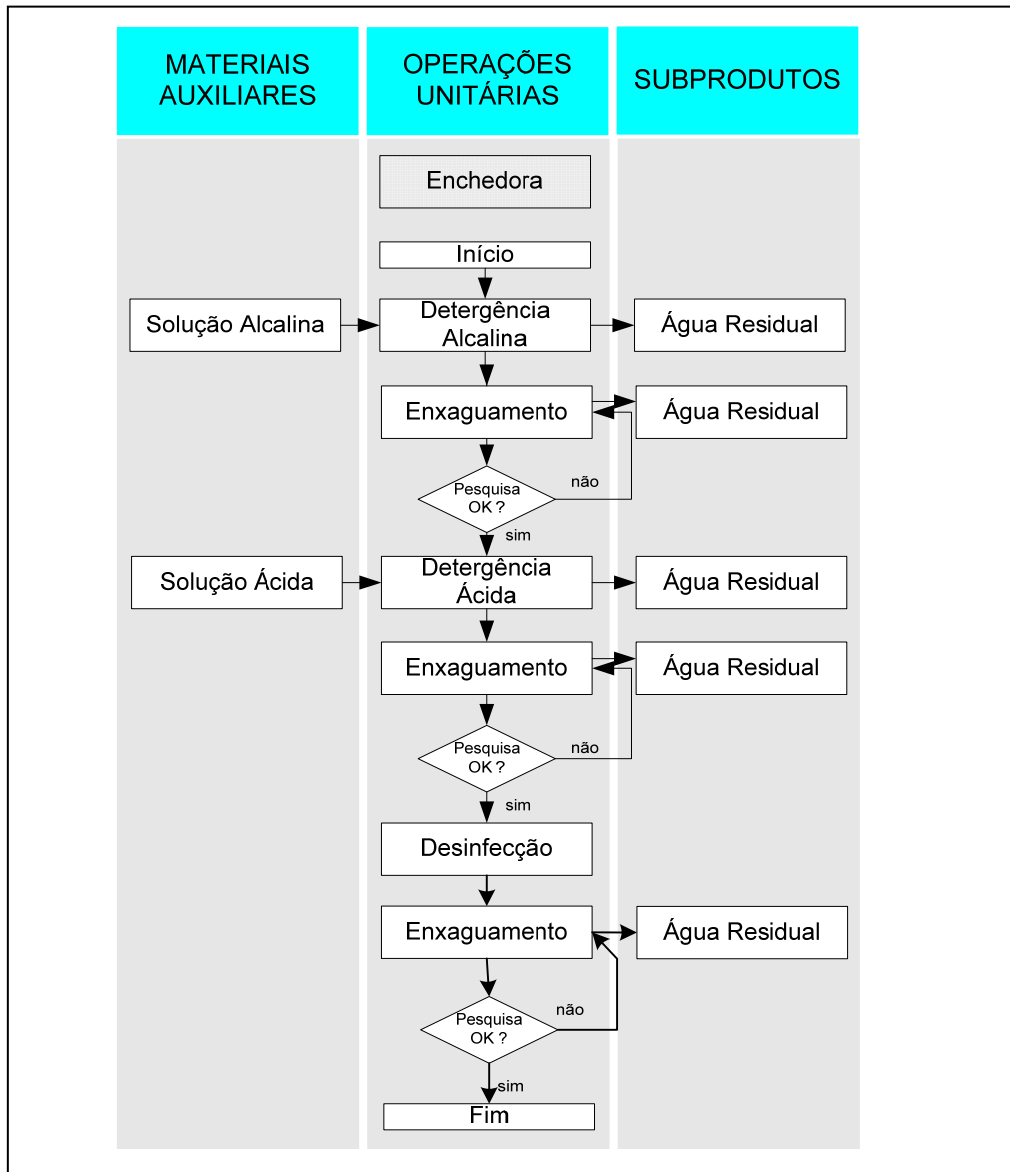 MATERIAIS
AUXILIARES
OPERAÇÕES
UNITÁRIAS
SUBPRODUTOS
Enchedora
Início
Solução Alcalina
Detergência
Alcalina
Água Residual
Enxaguamento
Água Residual
Pesquisa
OK ?
não
sim
Solução Ácida
Detergência
Ácida
Água Residual
Enxaguamento
Água Residual
Pesquisa
OK ?
não
sim
Desinfecção
Enxaguamento
Água Residual
Pesquisa
OK ?
não
sim
Fim